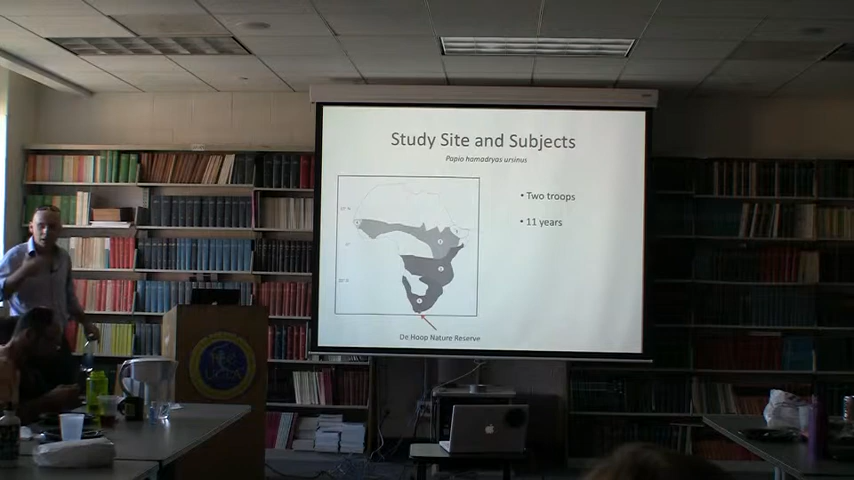 Study Site and Subjects
Papio hamadryas ursinus
• Two troops
• 11 years
De Hoop Nature Reserve